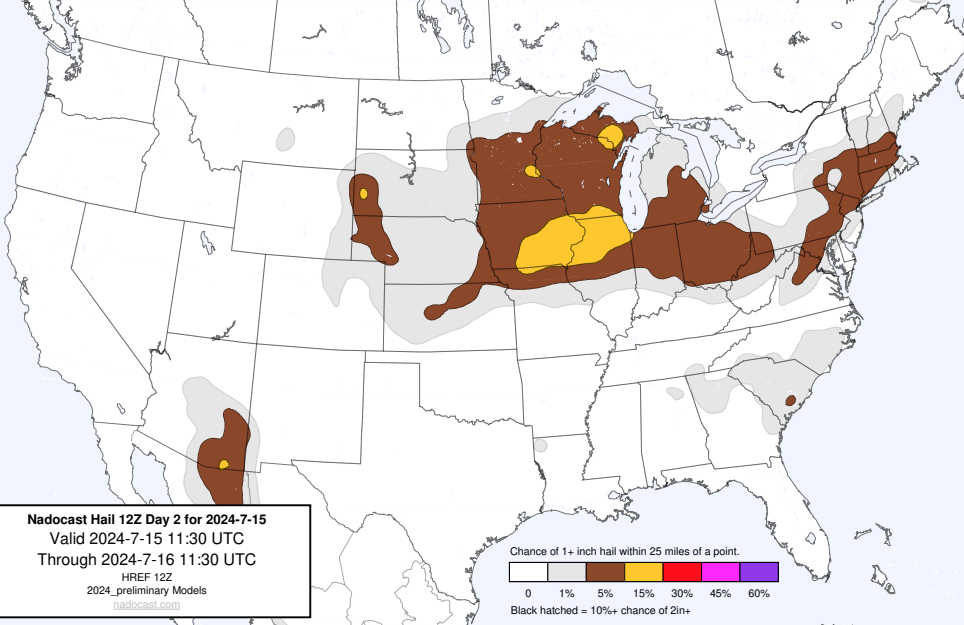 Nadocast Hail 12Z Day 2 for 2024-7-15
Valid 2024-7-15 11:30 UTC
Through 2024-7-16 11:30 UTC
HREF 12Z
2024_preliminary Models
nadocast.com
Chance of 1+ inch hail within 25 miles of a point.
0 1% 5% 15% 30% 45% 60%
Black hatched = 10%+ chance of 2in+